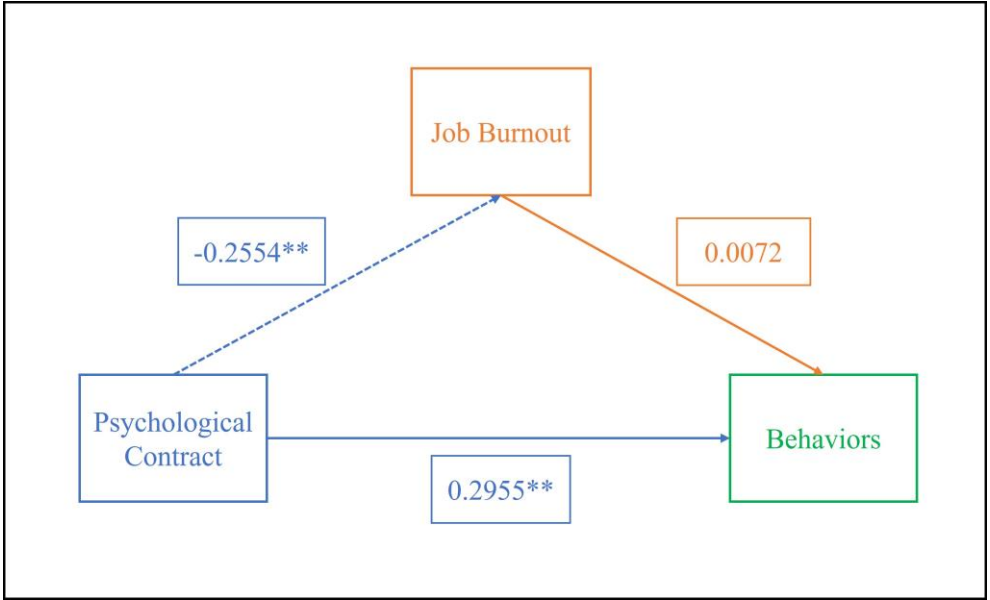 Job Burnout
-0.2554**
0.0072
Psychological
Contract
Behaviors
0.2955**